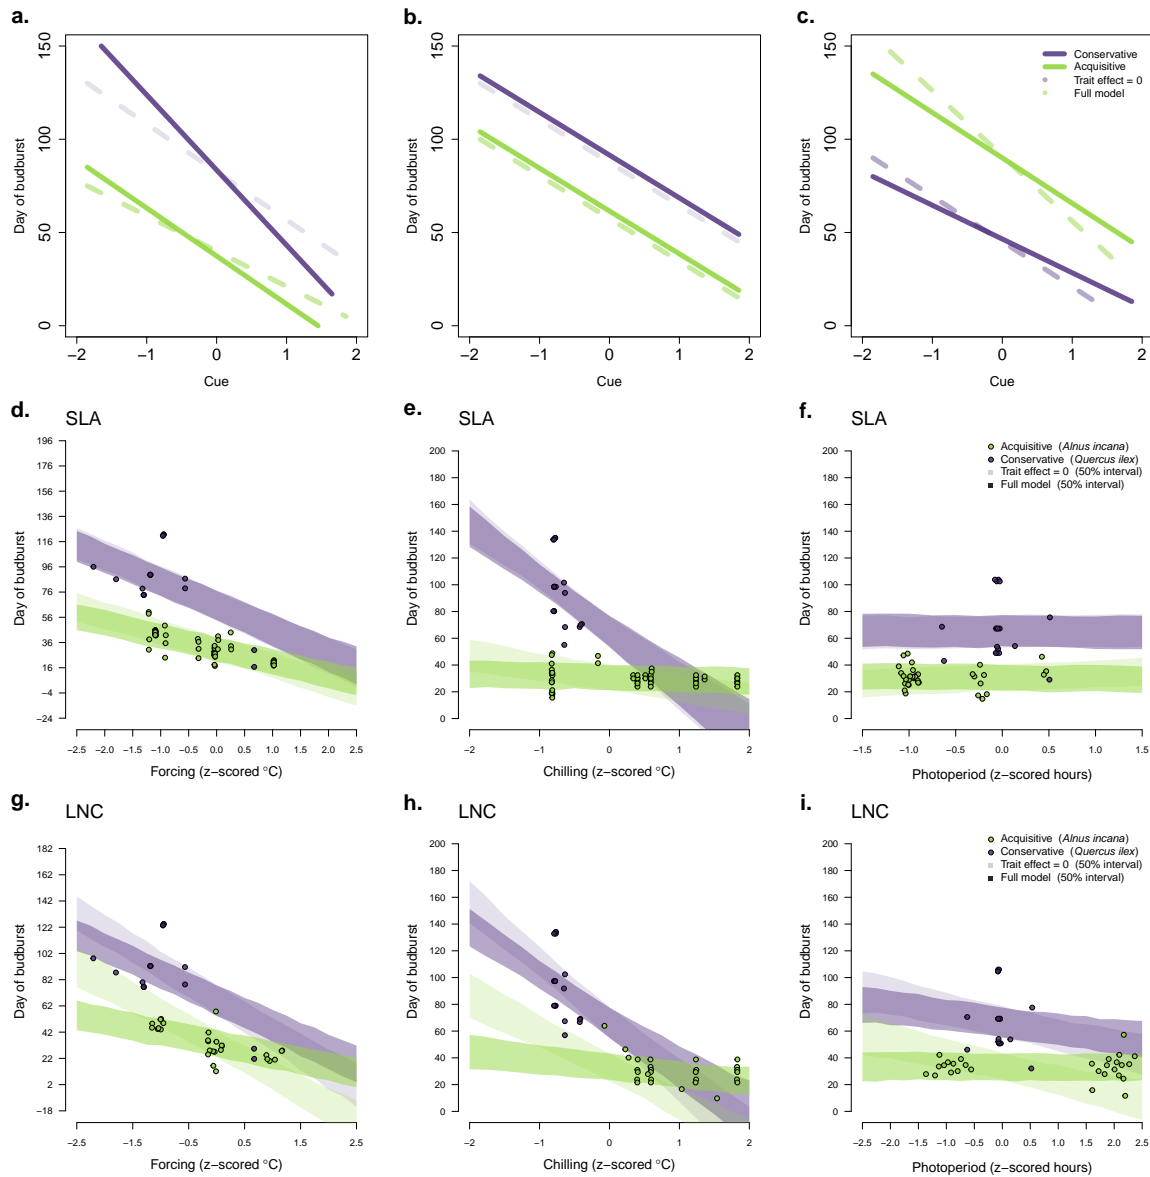 a.
150
100
50
0
Day of budburst
−2 −1 0 1 2
Cue
b.
150
100
50
0
Day of budburst
−2 −1 0 1 2
Cue
c.
150
100
50
0
Day of budburst
Conservative
Acquisitive
Trait effect = 0
Full model
−2 −1 0 1 2
Cue
d.
SLA
196
176
156
136
116
96
76
56
36
16
−4
−24
Day of budburst
−2.5 −2.0 −1.5 −1.0 −0.5 0.0 0.5 1.0 1.5 2.0 2.5
Forcing (z−scored °C)
e.
SLA
200
180
160
140
120
100
80
60
40
20
0
Day of budburst
−2 −1 0 1 2
Chilling (z−scored °C)
f.
SLA
200
180
160
140
120
100
80
60
40
20
0
Day of budburst
Acquisitive (Alnus incana)
Conservative (Quercus ilex)
Trait effect = 0 (50% interval)
Full model (50% interval)
−1.5 −1.0 −0.5 0.0 0.5 1.0 1.5
Photoperiod (z−scored hours)
g.
LNC
182
162
142
122
102
82
62
42
22
2
−18
Day of budburst
−2.5 −1.5 −0.5 0.0 0.5 1.0 1.5 2.0 2.5
Forcing (z−scored °C)
h.
LNC
200
180
160
140
120
100
80
60
40
20
0
Day of budburst
−2 −1 0 1 2
Chilling (z−scored °C)
i.
LNC
200
180
160
140
120
100
80
60
40
20
0
Day of budburst
Acquisitive (Alnus incana)
Conservative (Quercus ilex)
Trait effect = 0 (50% interval)
Full model (50% interval)
−2.5 −1.5 −0.5 0.0 0.5 1.0 1.5 2.0 2.5
Photoperiod (z−scored hours)